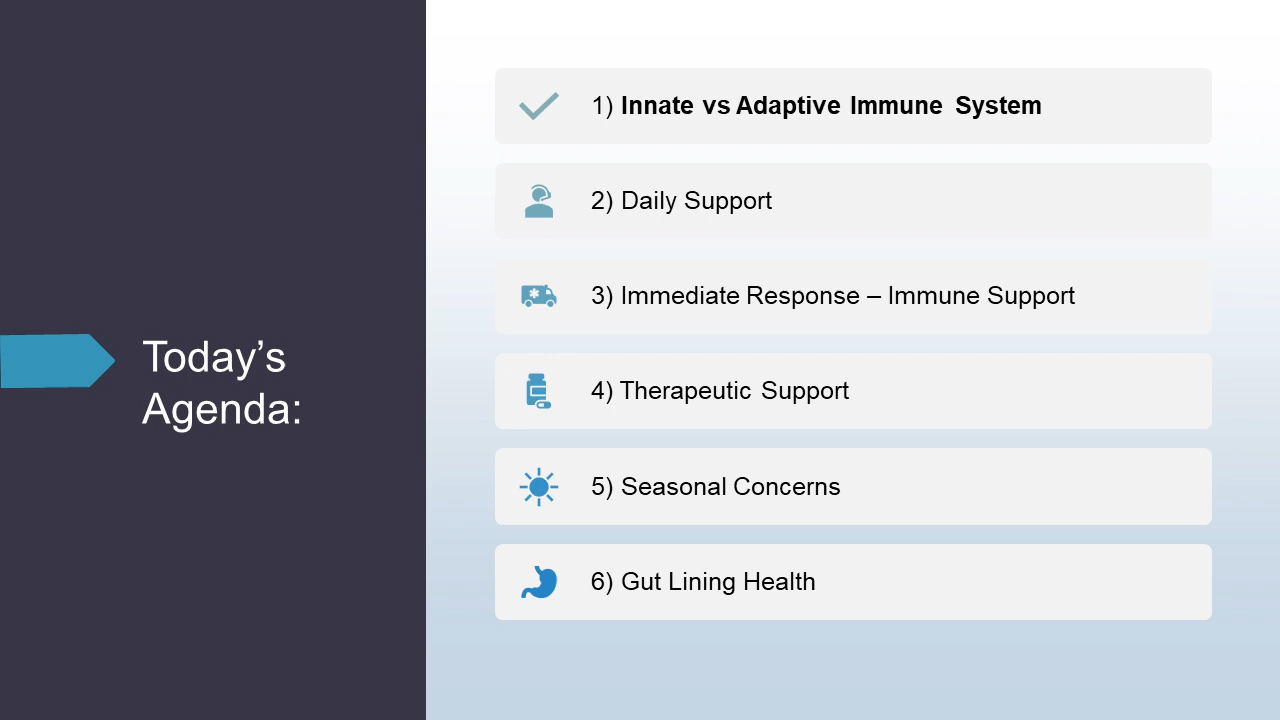 Today’s
Agenda:
1) Innate vs Adaptive Immune System
2) Daily Support
3) Immediate Response – Immune Support
4) Therapeutic Support
5) Seasonal Concerns
6) Gut Lining Health